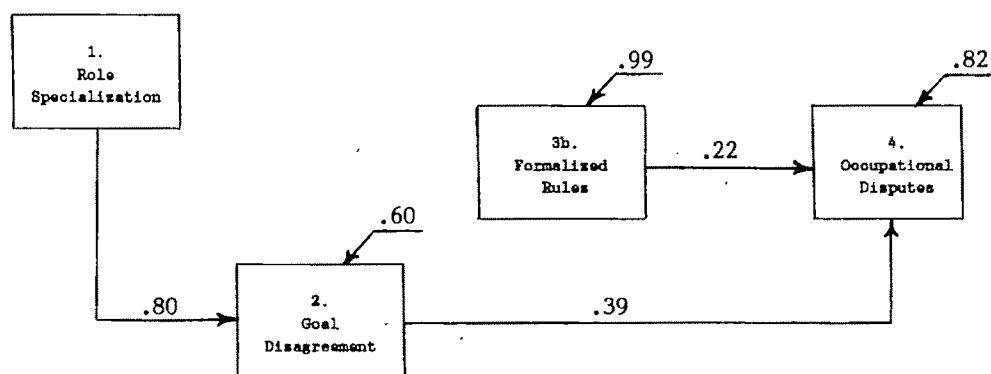 1.
Role
Specialization
.99
.82
3b.
Formalized
Rules
.22
4.
Occupational
Disputes
.60
.80
2.
Goal
Disagreement
.39